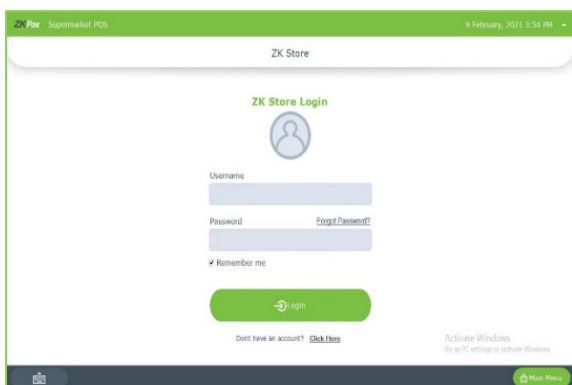 ZKPos Supermarket POS 9 February, 2021 3:54 PM
ZK Store
ZK Store Login
Username
Password Forgot Password?
Remember me
Login
Dont have an account? Click Here
Activate Windows
Go to PC settings to activate Windows.
Main Menu